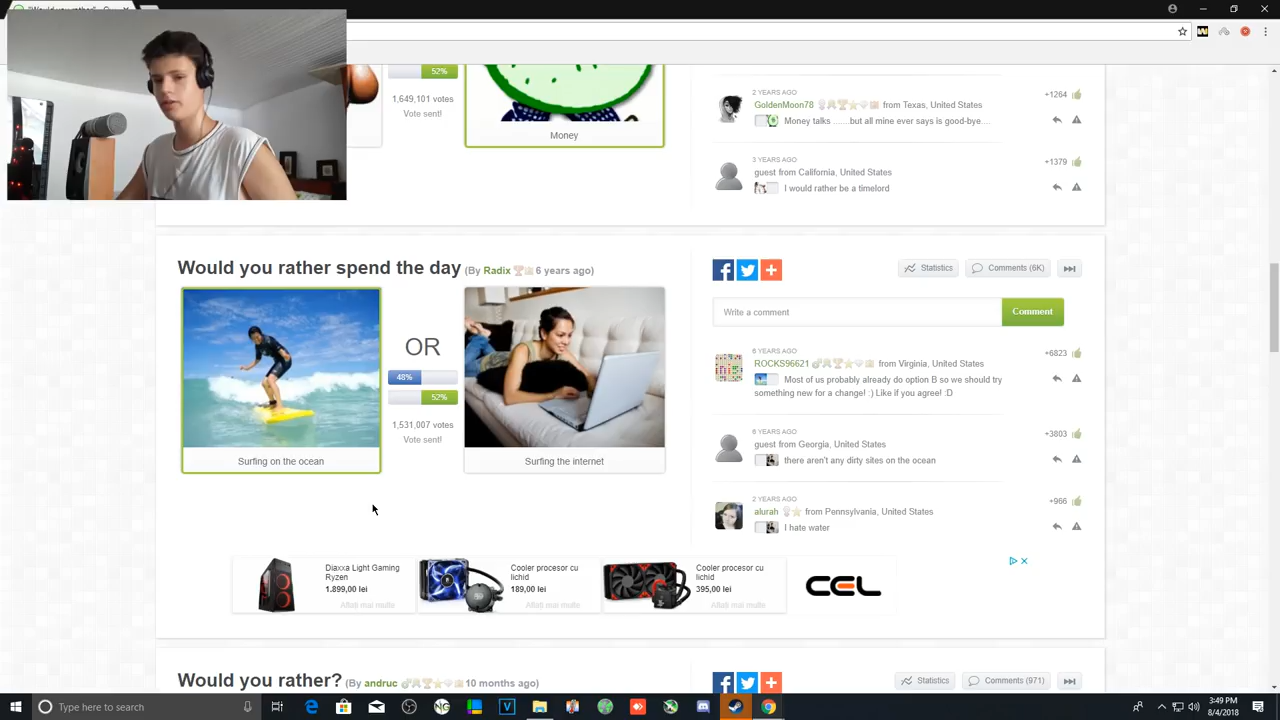 52%
1,649,101 votes
Vote sent!
Money
2 YEARS AGO
GoldenMoon78 from Texas, United States
Money talks ......but all mine ever says is good-bye....
+1264
3 YEARS AGO
guest from California, United States
I would rather be a timelord
+1379
Would you rather spend the day (By Radix 6 years ago)
OR
48%
52%
1,531,007 votes
Vote sent!
Surfing on the ocean
Surfing the internet
Statistics
Comments (6K)
Write a comment
Comment
6 YEARS AGO
ROCKS96621 from Virginia, United States
Most of us probably already do option B so we should try
something new for a change! :) Like if you agree! :D
+6823
6 YEARS AGO
guest from Georgia, United States
there aren't any dirty sites on the ocean
+3803
2 YEARS AGO
alurah from Pennsylvania, United States
I hate water
+966
Diaxxa Light Gaming
Ryzen
1.899,00 lei
Aflați mai multe
Cooler procesor cu
lichid
189,00 lei
Aflați mai multe
Cooler procesor cu
lichid
395,00 lei
Aflați mai multe
CEL
Would you rather? (By andruc 10 months ago)
Statistics
Comments (971)
Type here to search
3:49 PM
8/4/2018